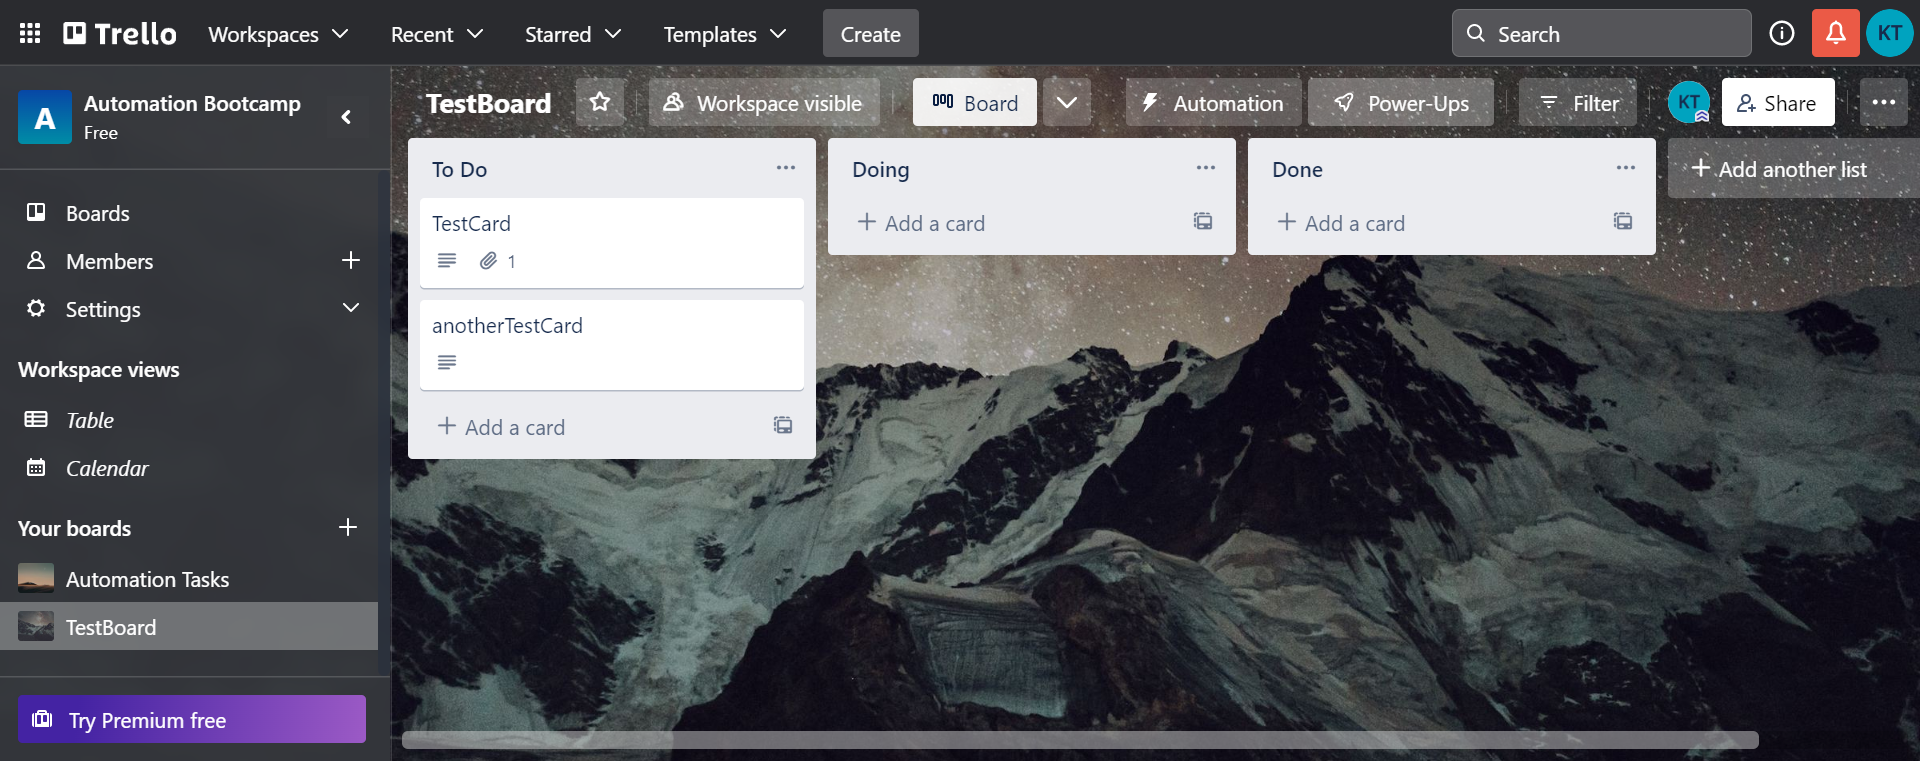 Trello Workspaces Recent Starred Templates Create Search KT
A Automation Bootcamp
Free
TestBoard Workspace visible Board Automation Power-Ups Filter KT Share
Boards
Members
Settings
Workspace views
Table
Calendar
Your boards
Automation Tasks
TestBoard
Try Premium free
To Do
TestCard
1
anotherTestCard
Add a card
Doing
Add a card
Done
Add a card
Add another list